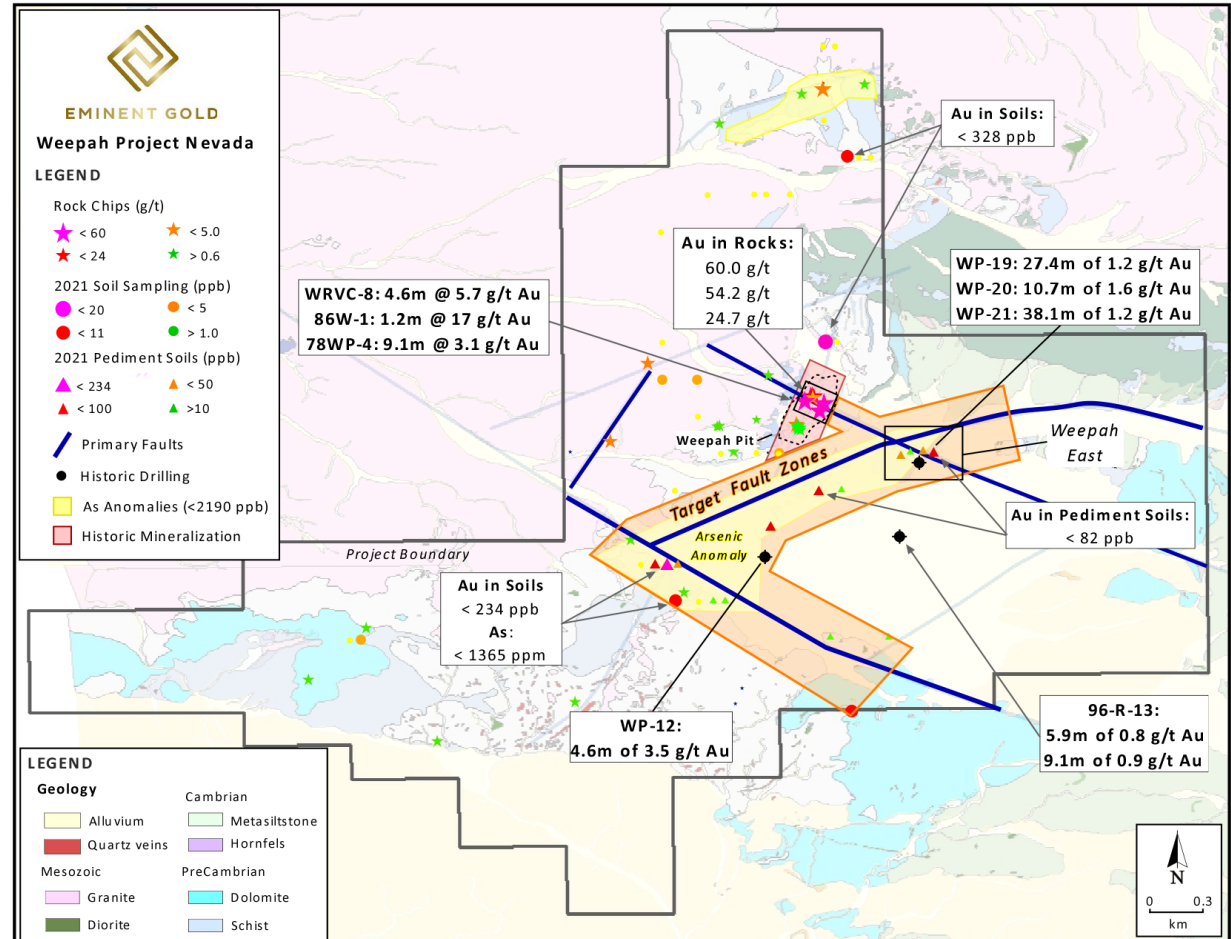 EMINENT GOLD
Weepah Project Nevada
LEGEND
Rock Chips (g/t)
< 60
< 5.0
< 24
> 0.6
2021 Soil Sampling (ppb)
< 20
< 5
< 11
> 1.0
2021 Pediment Soils (ppb)
< 234
< 50
< 100
>10
Primary Faults
Historic Drilling
As Anomalies (<2190 ppb)
Historic Mineralization
Au in Soils:
< 328 ppb
Au in Rocks:
60.0 g/t
54.2 g/t
24.7 g/t
WP-19: 27.4m of 1.2 g/t Au
WP-20: 10.7m of 1.6 g/t Au
WP-21: 38.1m of 1.2 g/t Au
WRVC-8: 4.6m @ 5.7 g/t Au
86W-1: 1.2m @ 17 g/t Au
78WP-4: 9.1m @ 3.1 g/t Au
Weepah Pit
Weepah
East
Target Fault Zones
Arsenic
Anomaly
Au in Pediment Soils:
< 82 ppb
Project Boundary
Au in Soils
< 234 ppb
As:
< 1365 ppm
WP-12:
4.6m of 3.5 g/t Au
96-R-13:
5.9m of 0.8 g/t Au
9.1m of 0.9 g/t Au
LEGEND
Geology
Alluvium
Quartz veins
Mesozoic
Granite
Diorite
Cambrian
Metasiltstone
Hornfels
PreCambrian
Dolomite
Schist
N
0 0.3
km